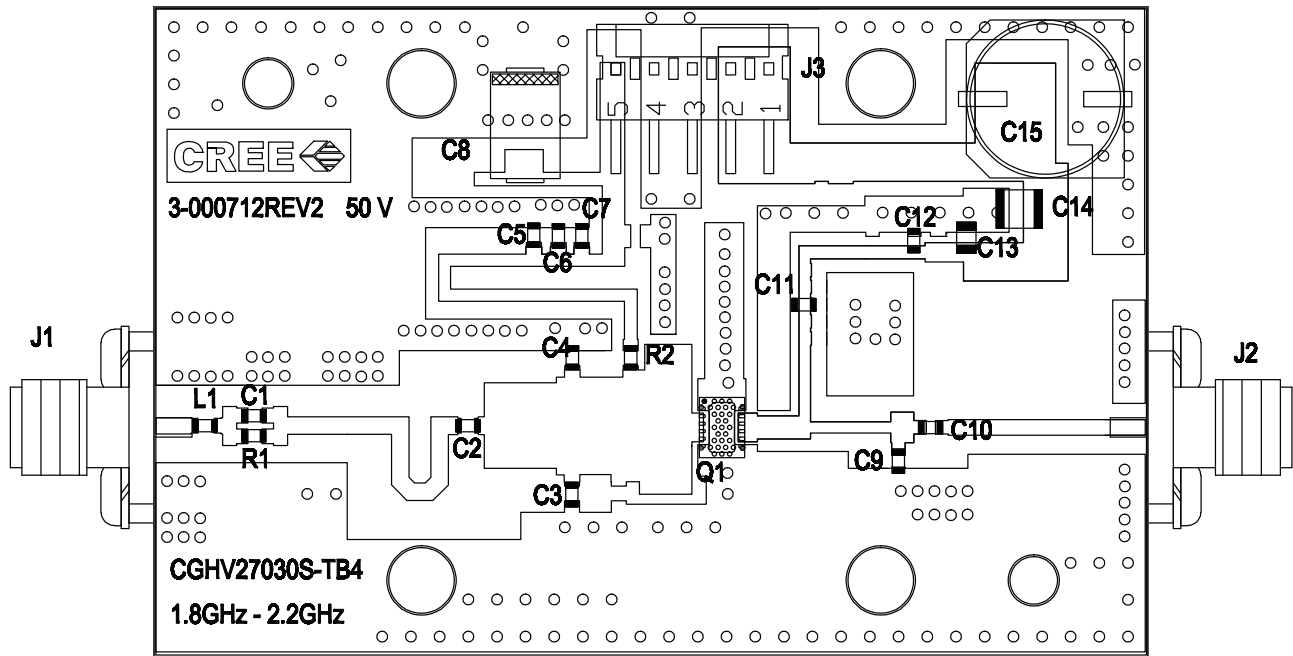 J3
5 4 3 2 1
C15
C8
CREE
3-000712REV2 50 V
C7
C5
C6
C14
C12
C13
C11
J1
J2
C4
R2
L1
C1
R1
C2
C10
C9
Q1
C3
CGHV27030S-TB4
1.8GHz - 2.2GHz